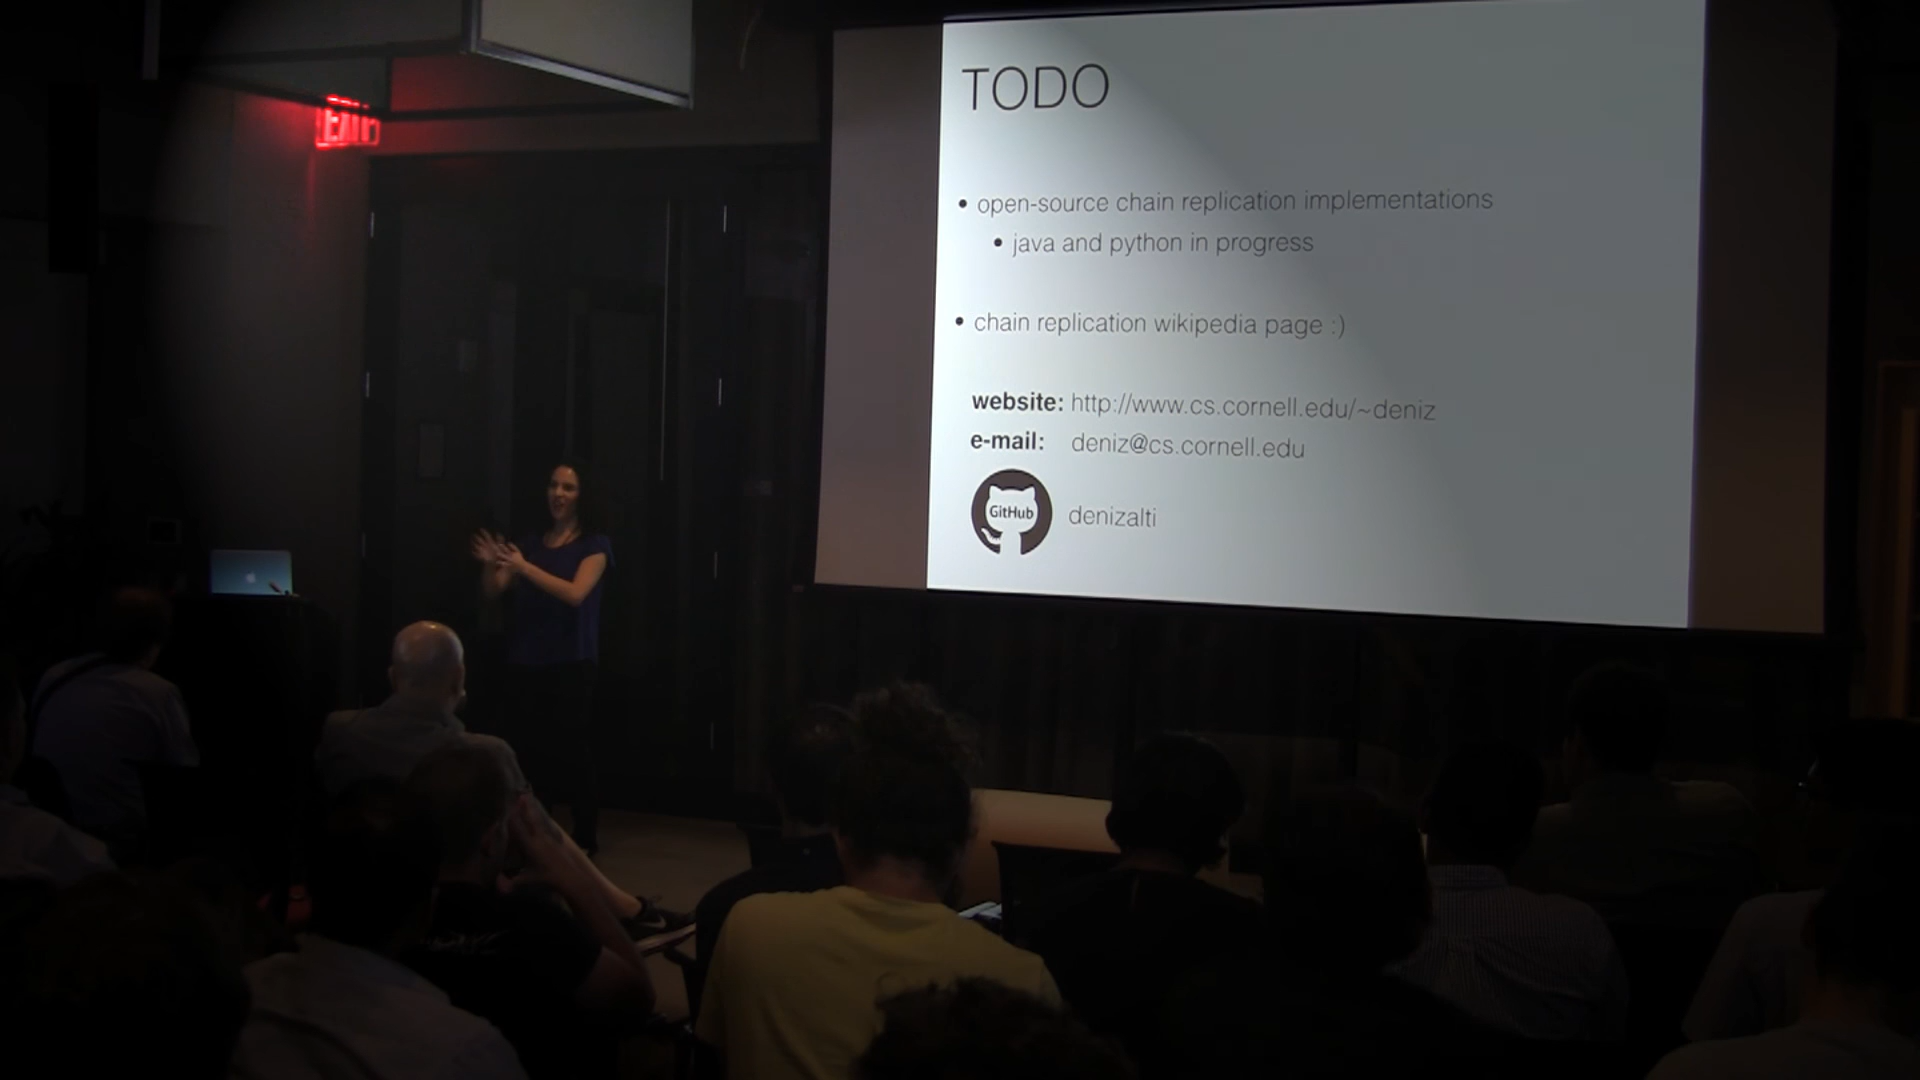 EXIT
TODO
• open-source chain replication implementations
• java and python in progress
• chain replication wikipedia page :)
website: http://www.cs.cornell.edu/~deniz
e-mail: deniz@cs.cornell.edu
GitHub denizalti